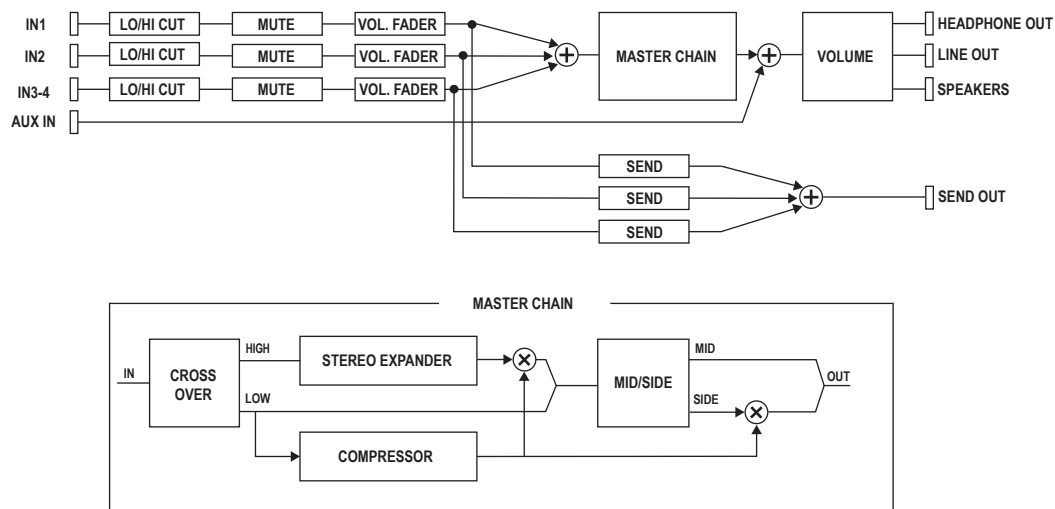 IN1 LO/HI CUT MUTE VOL. FADER HEADPHONE OUT
IN2 LO/HI CUT MUTE VOL. FADER MASTER CHAIN VOLUME LINE OUT
IN3-4 LO/HI CUT MUTE VOL. FADER SPEAKERS
AUX IN
SEND
SEND SEND OUT
SEND
MASTER CHAIN
HIGH MID
STEREO EXPANDER
IN CROSS OVER MID/SIDE OUT
LOW SIDE
COMPRESSOR